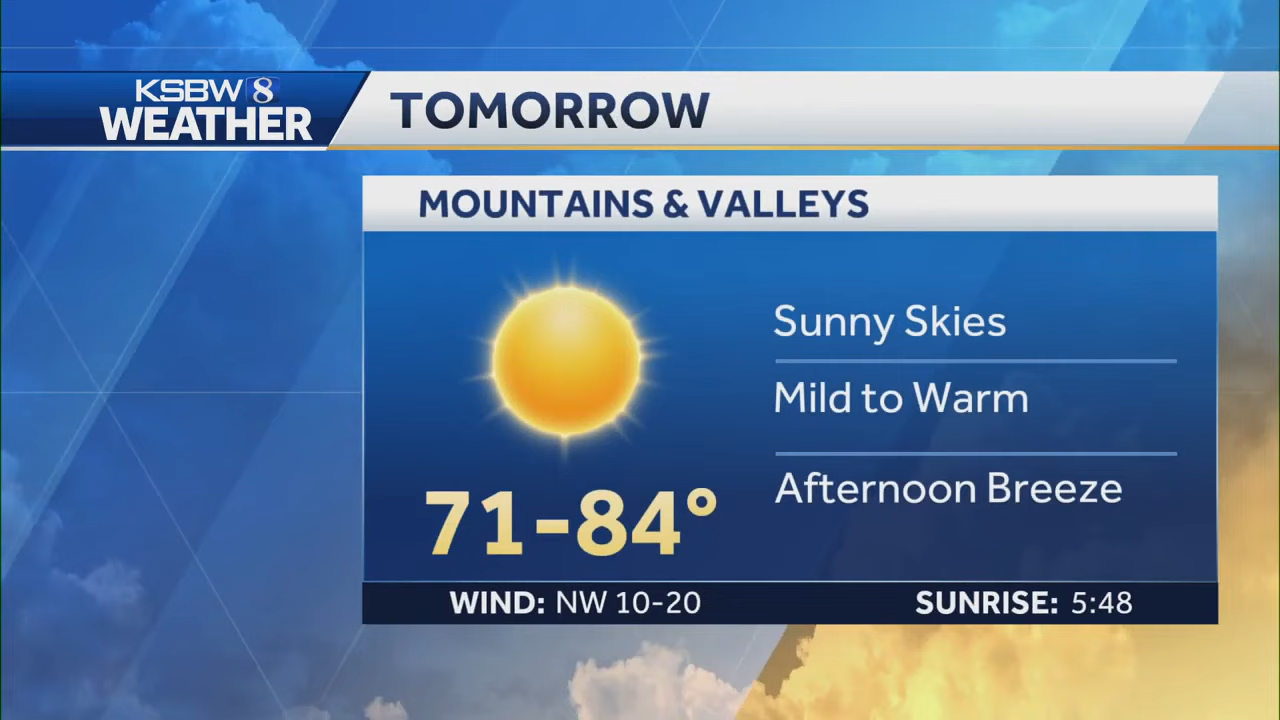 KSBW 8
WEATHER
TOMORROW
MOUNTAINS & VALLEYS
Sunny Skies
Mild to Warm
Afternoon Breeze
71-84°
WIND: NW 10-20
SUNRISE: 5:48